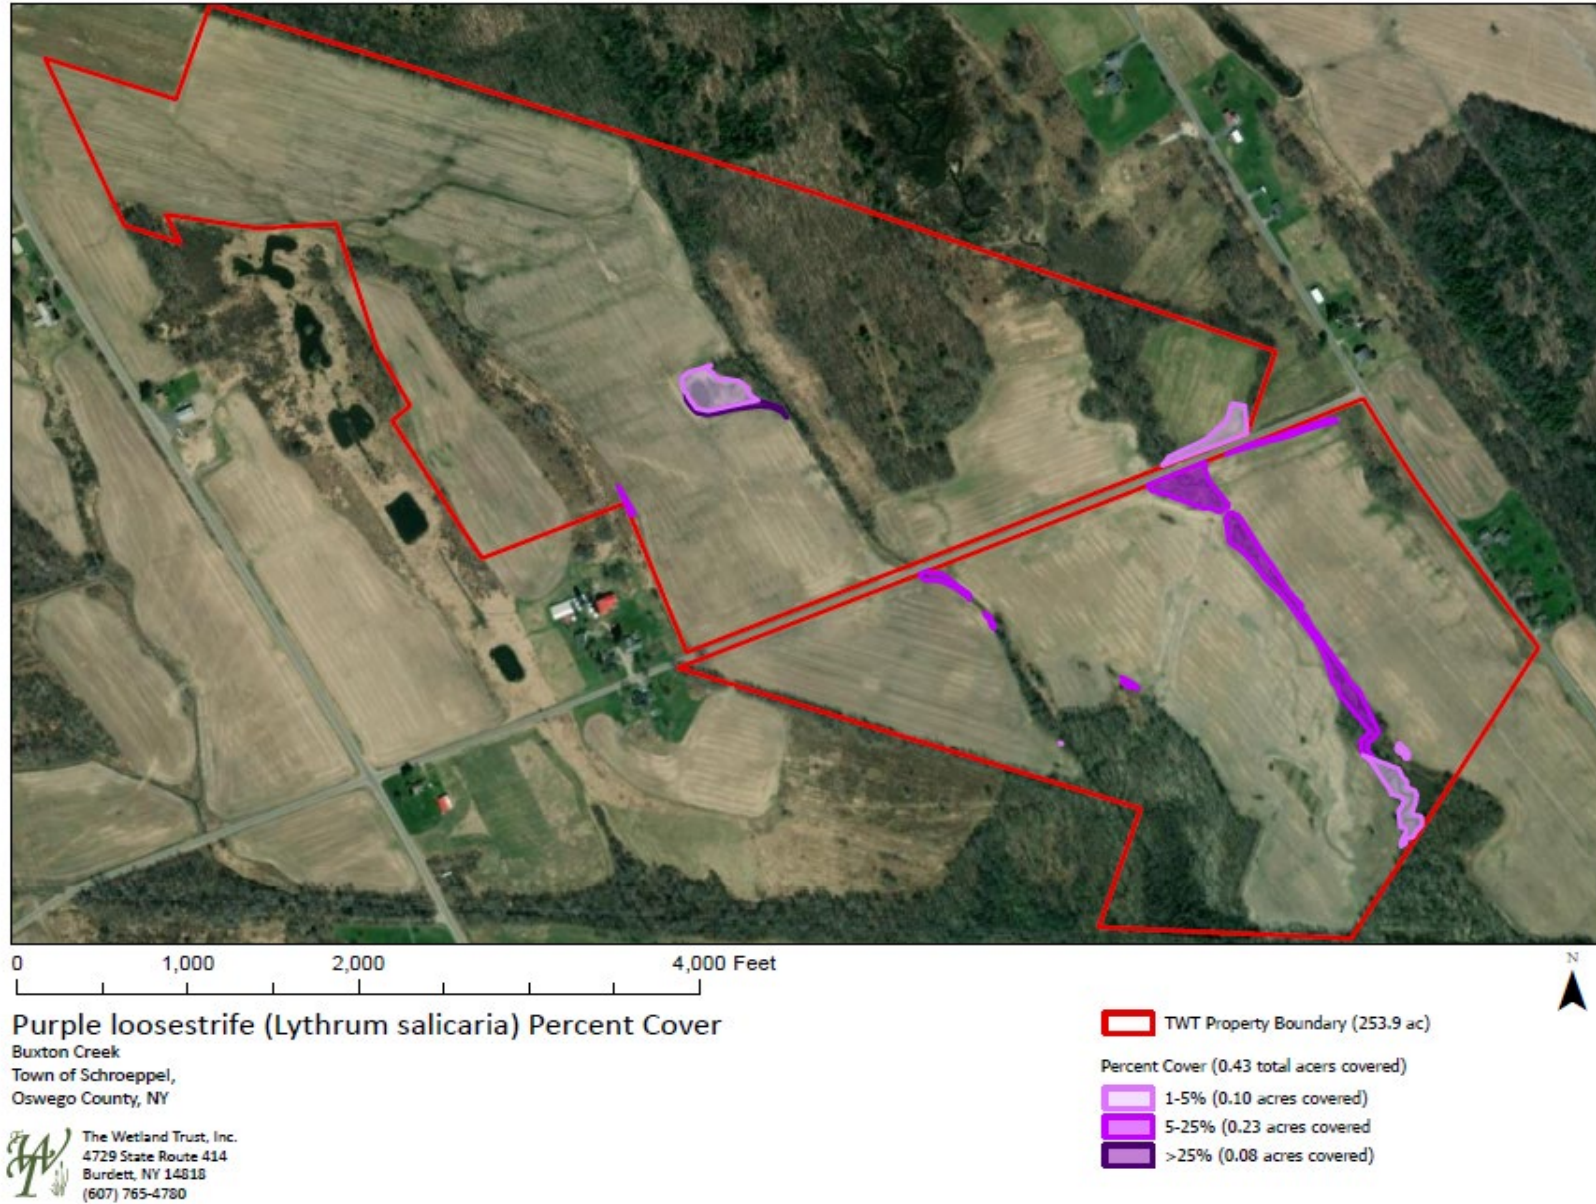 0 1,000 2,000 4,000 Feet
N
Purple loosestrife (Lythrum salicaria) Percent Cover
Buxton Creek
Town of Schroeppel,
Oswego County, NY
The Wetland Trust, Inc.
4729 State Route 414
Burdett, NY 14818
(607) 765-4780
TWT Property Boundary (253.9 ac)
Percent Cover (0.43 total acers covered)
1-5% (0.10 acres covered)
5-25% (0.23 acres covered
>25% (0.08 acres covered)